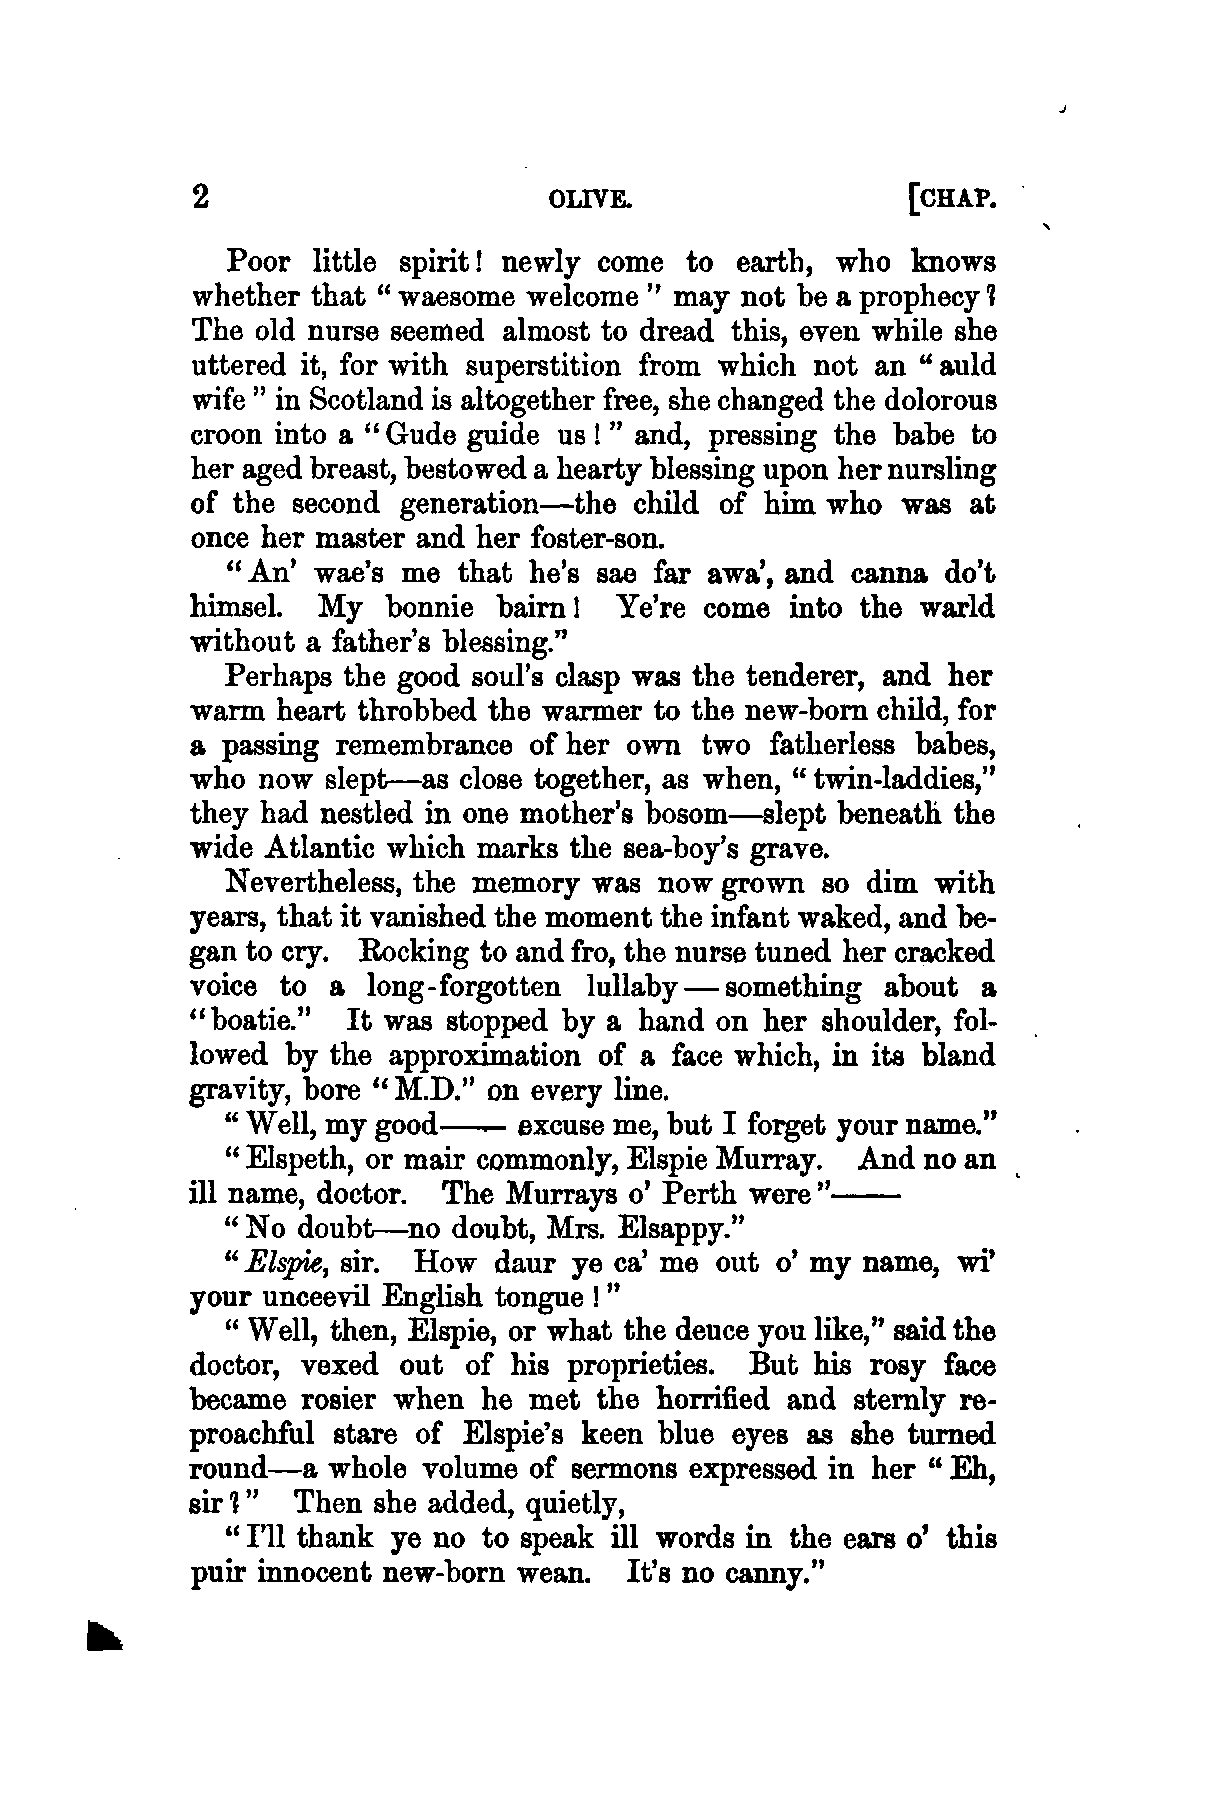 2 OLIVE. [CHAP.
Poor little spirit! newly come to earth, who knows
whether that “waesome welcome” may not be a prophecy?
The old nurse seemed almost to dread this, even while she
uttered it, for with superstition from which not an “auld
wife” in Scotland is altogether free, she changed the dolorous
croon into a “Gude guide us!” and, pressing the babe to
her aged breast, bestowed a hearty blessing upon her nursling
of the second generation—the child of him who was at
once her master and her foster-son.
“An’ wae’s me that he’s sae far awa’, and canna do’t
himsel. My bonnie bairn! Ye’re come into the warld
without a father’s blessing.”
Perhaps the good soul’s clasp was the tenderer, and her
warm heart throbbed the warmer to the new-born child, for
a passing remembrance of her own two fatherless babes,
who now slept—as close together, as when, “twin-laddies,”
they had nestled in one mother’s bosom—slept beneath the
wide Atlantic which marks the sea-boy’s grave.
Nevertheless, the memory was now grown so dim with
years, that it vanished the moment the infant waked, and be-
gan to cry. Rocking to and fro, the nurse tuned her cracked
voice to a long-forgotten lullaby—something about a
“boatie.” It was stopped by a hand on her shoulder, fol-
lowed by the approximation of a face which, in its bland
gravity, bore “M.D.” on every line.
“Well, my good—— excuse me, but I forget your name.”
“Elspeth, or mair commonly, Elspie Murray. And no an
ill name, doctor. The Murrays o’ Perth were”——
“No doubt—no doubt, Mrs. Elsappy.”
“Elspie, sir. How daur ye ca’ me out o’ my name, wi’
your unceevil English tongue!”
“Well, then, Elspie, or what the deuce you like,” said the
doctor, vexed out of his proprieties. But his rosy face
became rosier when he met the horrified and sternly re-
proachful stare of Elspie’s keen blue eyes as she turned
round—a whole volume of sermons expressed in her “Eh,
sir?” Then she added, quietly,
“I’ll thank ye no to speak ill words in the ears o’ this
puir innocent new-born wean. It’s no canny.”